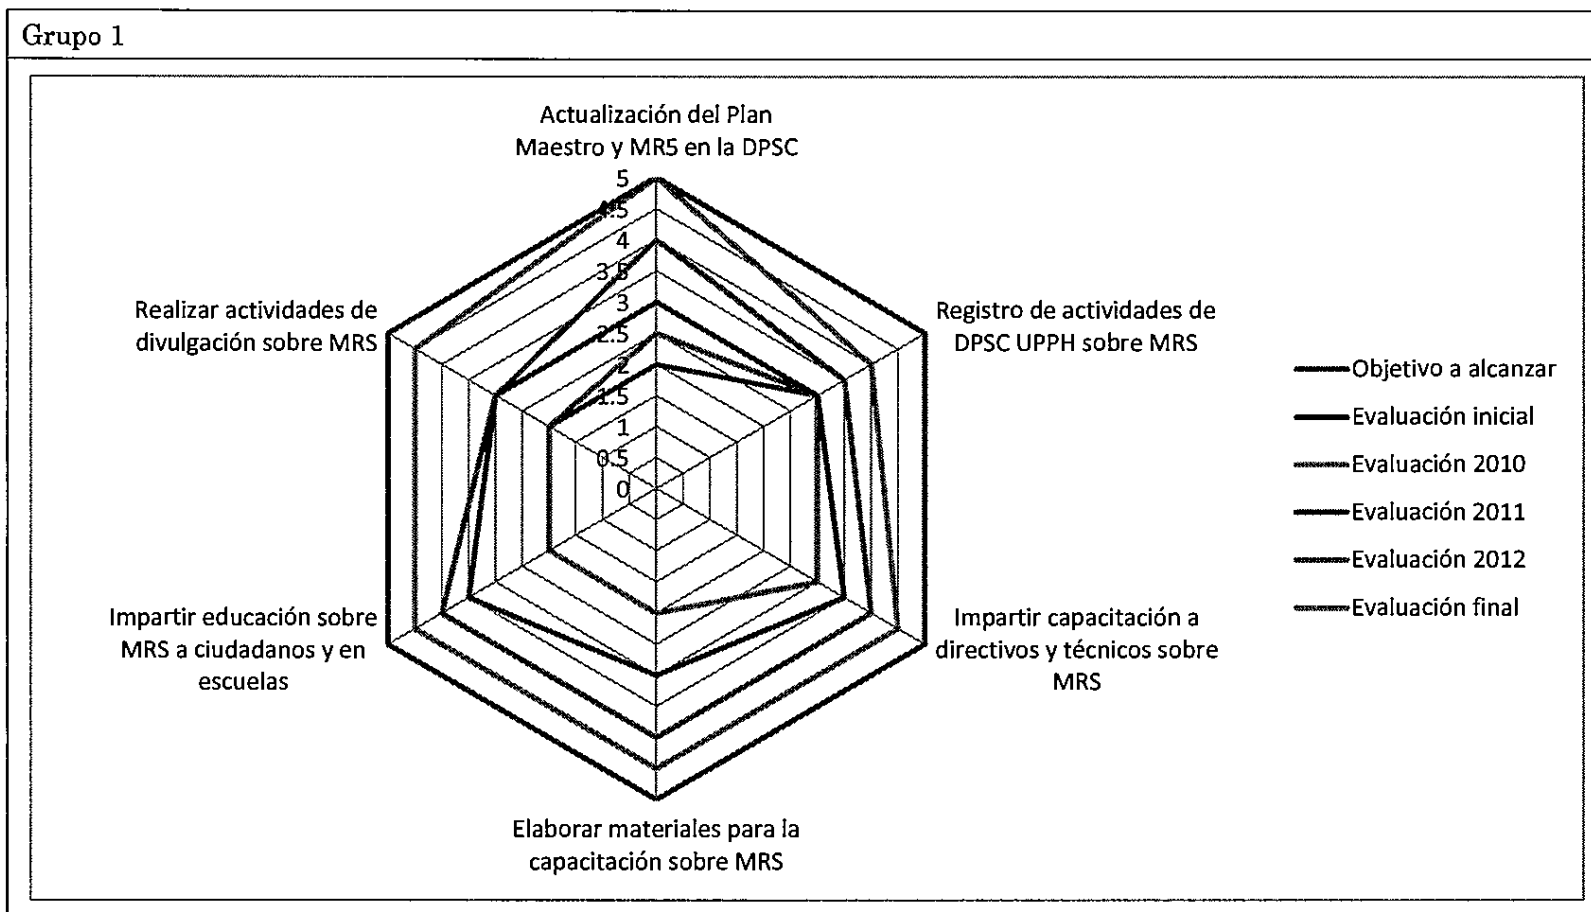 Grupo 1
Actualización del Plan
Maestro y MR5 en la DPSC
5
4.5
4
3.5
3
2.5
2
1.5
1
0.5
0
Realizar actividades de
divulgación sobre MRS
Registro de actividades de
DPSC UPPH sobre MRS
Impartir educación sobre
MRS a ciudadanos y en
escuelas
Impartir capacitación a
directivos y técnicos sobre
MRS
Elaborar materiales para la
capacitación sobre MRS
Objetivo a alcanzar
Evaluación inicial
Evaluación 2010
Evaluación 2011
Evaluación 2012
Evaluación final